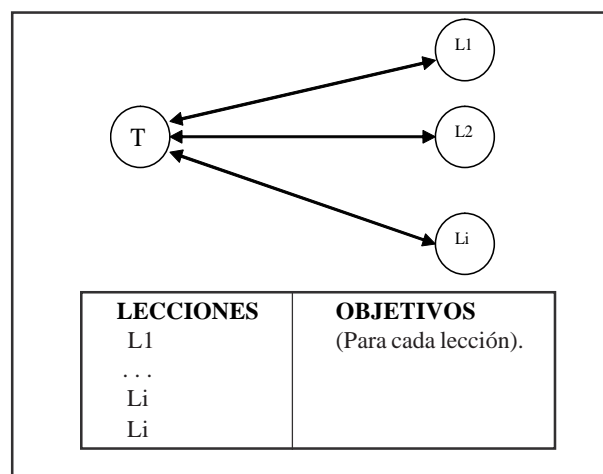 L1
T
L2
Li
LECCIONES OBJETIVOS
L1 (Para cada lección).
. . .
Li
Li